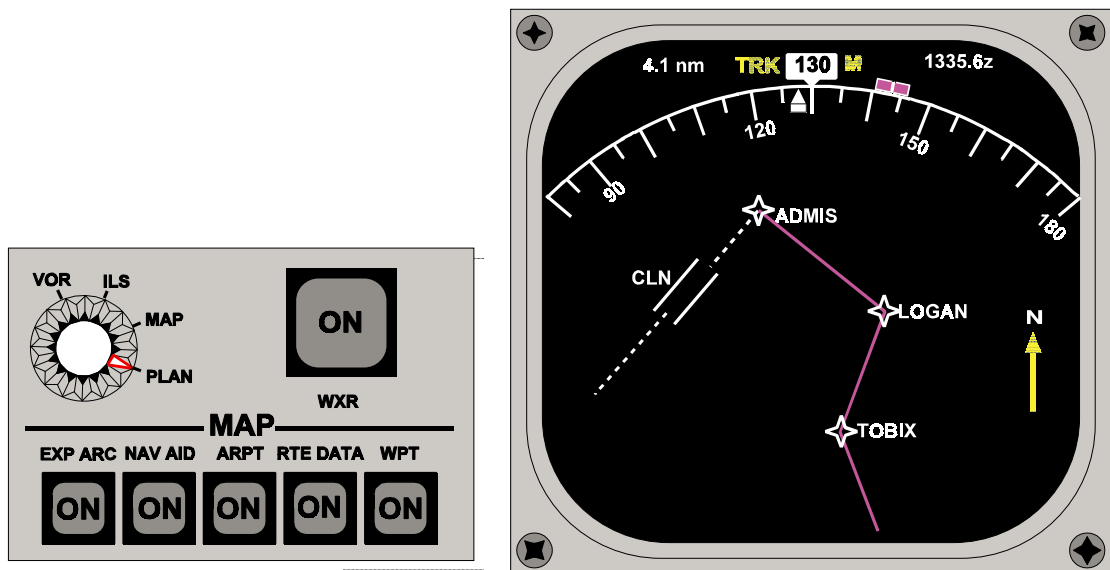 VOR
ILS
MAP
PLAN
ON
WXR
MAP
EXP ARC NAV AID ARPT RTE DATA WPT
ON ON ON ON ON
4.1 nm TRK 130 M 1335.6z
90
120
150
180
ADMIS
CLN
LOGAN
N
TOBIX